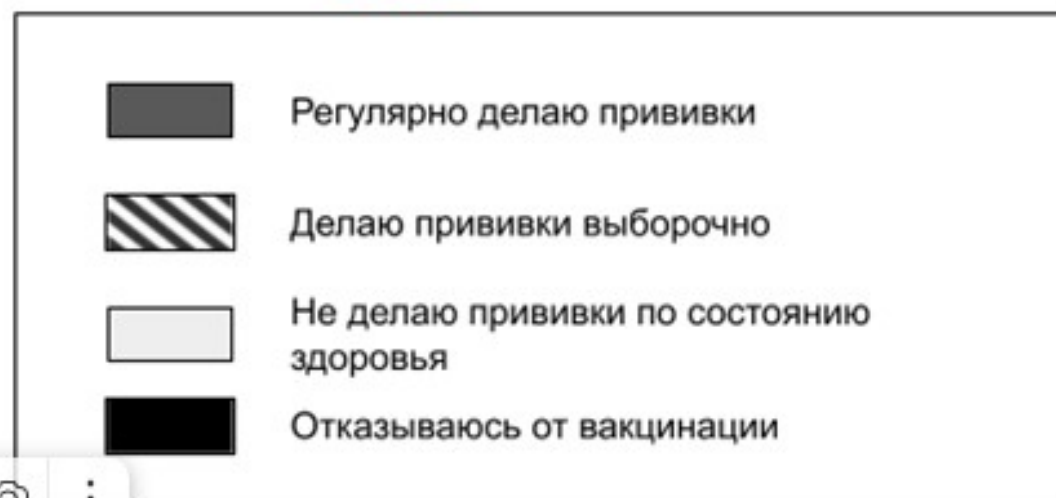 Регулярно делаю прививки
Делаю прививки выборочно
Не делаю прививки по состоянию
здоровья
Отказываюсь от вакцинации